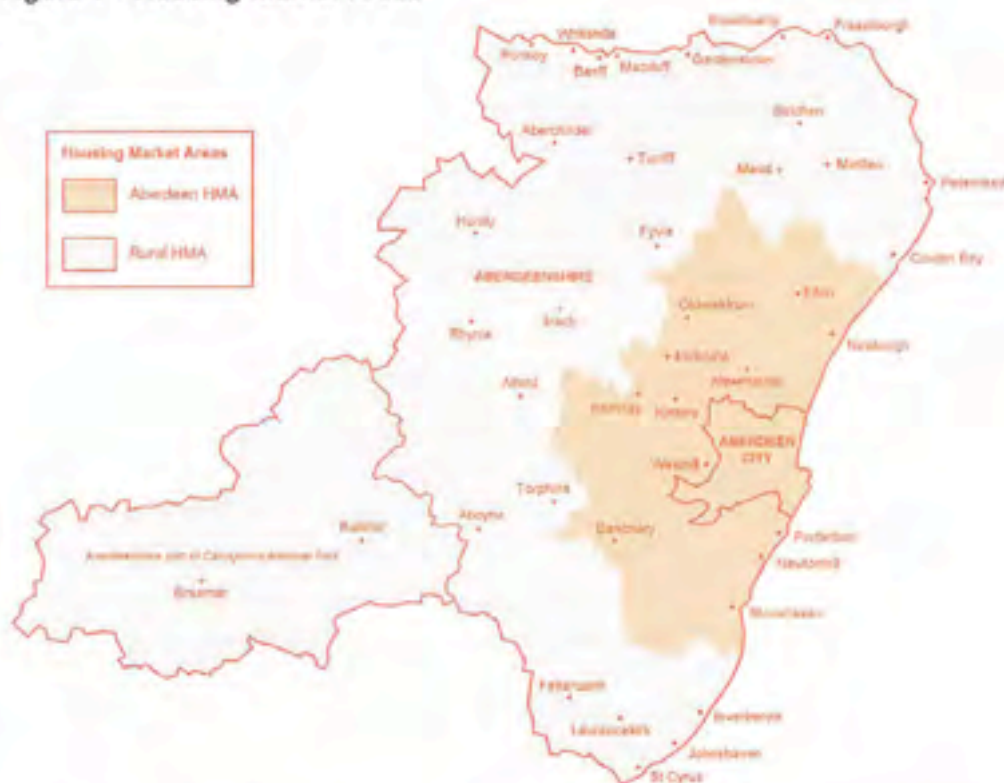 Portsoy
Whitehills
Banff
Macduff
Gardenstown
Rosehearty
Fraserburgh
Aberchirder
Turriff
Strichen
Maud
Mintlaw
Peterhead
Housing Market Areas
Aberdeen HMA
Rural HMA
Huntly
Fyvie
Cruden Bay
ABERDEENSHIRE
Ellon
Oldmeldrum
Rhynie
Insch
Newburgh
Inverurie
Alford
Newmachar
Kemnay
Kintore
ABERDEEN
CITY
Westhill
Torphins
Aboyne
Ballater
Banchory
Portlethen
Aberdeenshire part of Cairngorms National Park
Newtonhill
Braemar
Stonehaven
Fettercairn
Laurencekirk
Inverbervie
Johnshaven
St Cyrus